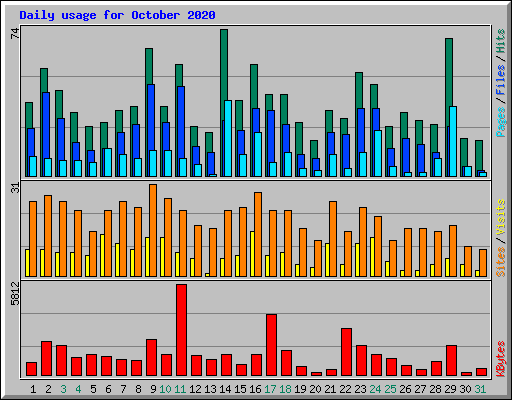 Daily usage for October 2020
74
Pages / Files / Hits
31
Sites / Visits
5812
KBytes
1 2 3 4 5 6 7 8 9 10 11 12 13 14 15 16 17 18 19 20 21 22 23 24 25 26 27 28 29 30 31